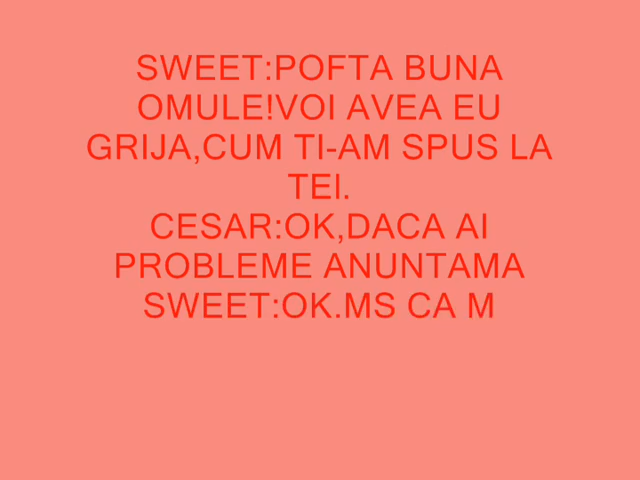 SWEET:POFTA BUNA
OMULE!VOI AVEA EU
GRIJA,CUM TI-AM SPUS LA
TEl.
CESAR:OK,DACA AI
PROBLEME ANUNTAMA
SWEET:OK.MS CA M